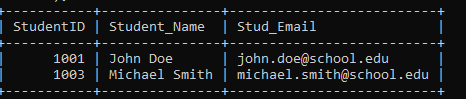 StudentID | Student_Name | Stud_Email
1001 | John Doe | john.doe@school.edu
1003 | Michael Smith | michael.smith@school.edu